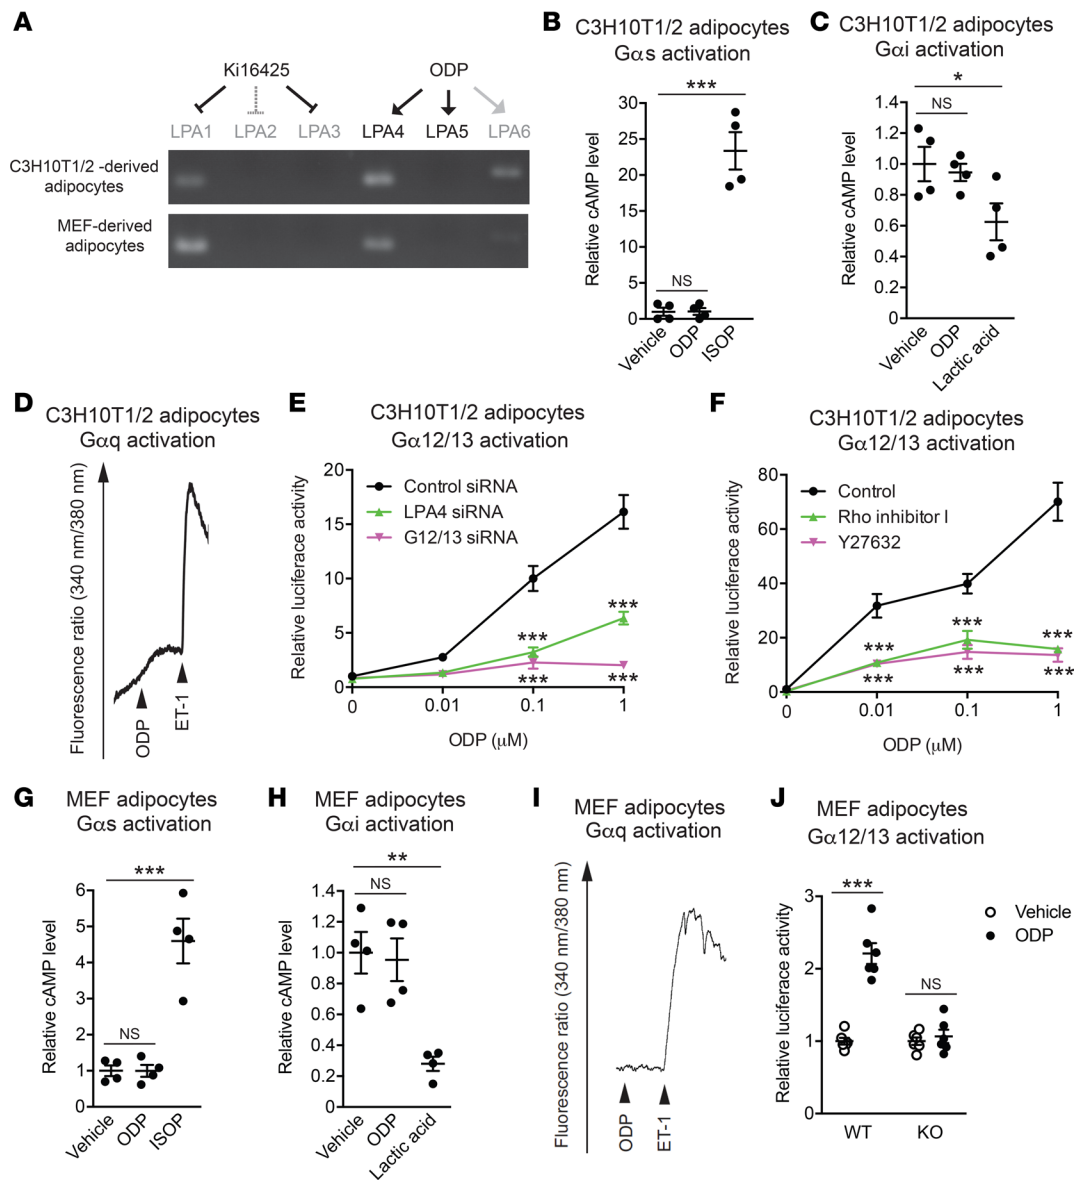 A
Ki16425
ODP
LPA1
LPA2
LPA3
LPA4
LPA5
LPA6
C3H10T1/2 -derived
adipocytes
MEF-derived
adipocytes
B
C3H10T1/2 adipocytes
Gαs activation
***
NS
Relative cAMP level
30
25
20
15
10
5
0
Vehicle
ODP
ISOP
C
C3H10T1/2 adipocytes
Gαi activation
*
NS
Relative cAMP level
1.4
1.2
1.0
0.8
0.6
0.4
0.2
0
Vehicle
ODP
Lactic acid
D
C3H10T1/2 adipocytes
Gαq activation
Fluorescence ratio (340 nm/380 nm)
ODP
ET-1
E
C3H10T1/2 adipocytes
Gα12/13 activation
Relative luciferace activity
20
15
10
5
0
Control siRNA
LPA4 siRNA
G12/13 siRNA
***
***
***
***
0
0.01
0.1
1
ODP (μM)
F
C3H10T1/2 adipocytes
Gα12/13 activation
Relative luciferace activity
80
60
40
20
0
Control
Rho inhibitor I
Y27632
***
***
***
***
***
***
0
0.01
0.1
1
ODP (μM)
G
MEF adipocytes
Gαs activation
***
NS
Relative cAMP level
6
5
4
3
2
1
0
Vehicle
ODP
ISOP
H
MEF adipocytes
Gαi activation
**
NS
Relative cAMP level
1.4
1.2
1.0
0.8
0.6
0.4
0.2
0
Vehicle
ODP
Lactic acid
I
MEF adipocytes
Gαq activation
Fluorescence ratio (340 nm/380 nm)
ODP
ET-1
J
MEF adipocytes
Gα12/13 activation
***
NS
Relative luciferace activity
3
2
1
0
WT
KO
Vehicle
ODP